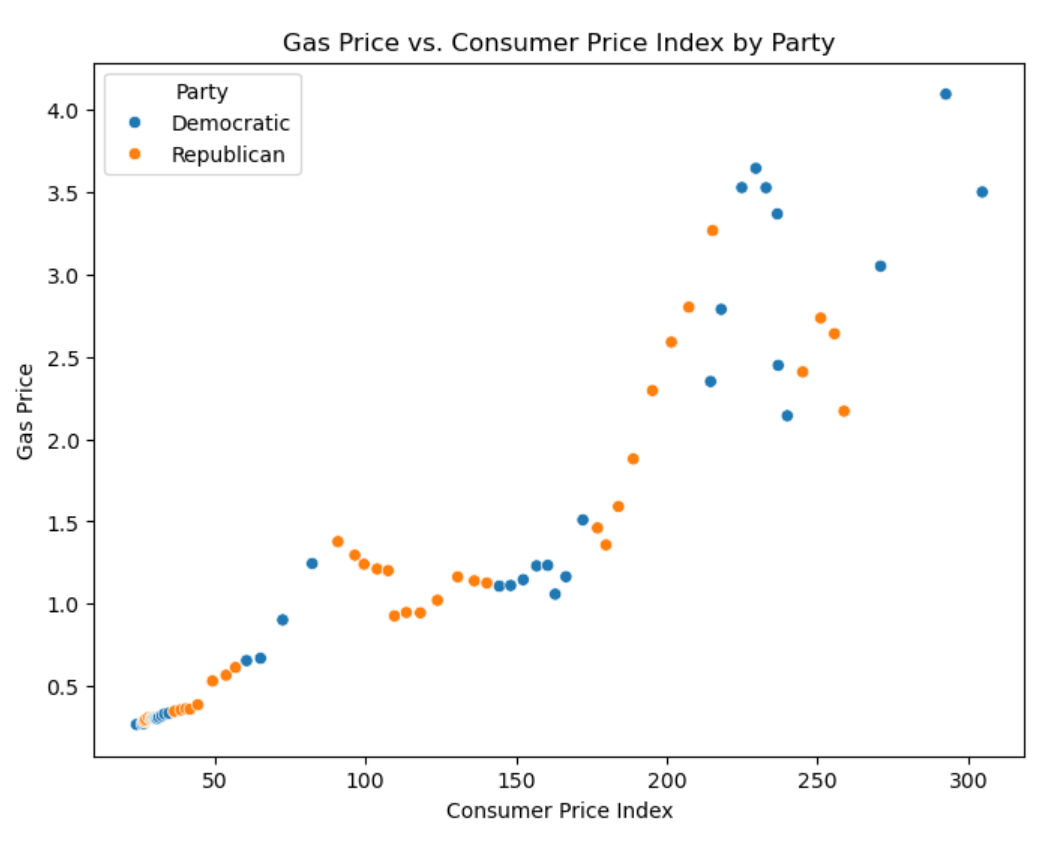 Gas Price vs. Consumer Price Index by Party
Party
Democratic
Republican
4.0
3.5
3.0
2.5
2.0
1.5
1.0
0.5
Gas Price
50 100 150 200 250 300
Consumer Price Index